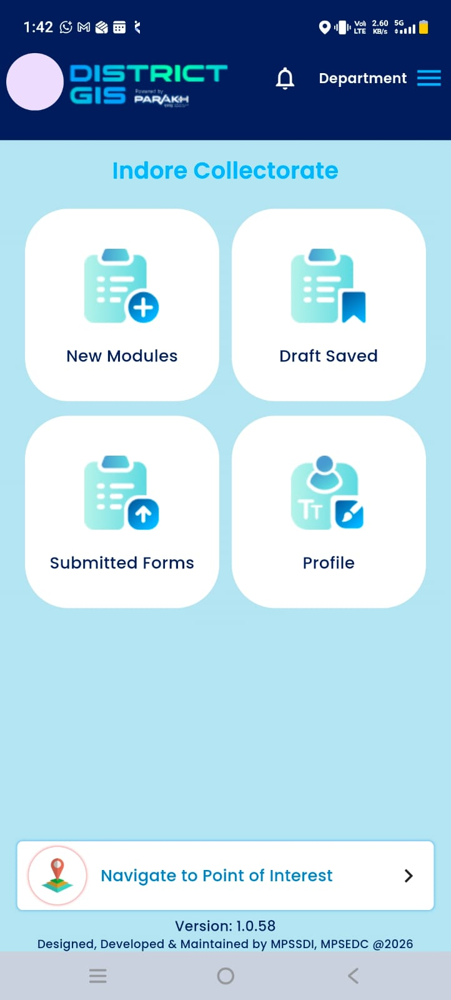 1:42
Vo))
LTE
2.60
KB/s
5G
DISTRICT
GIS
Powered by
PARAKH
Department
Indore Collectorate
New Modules
Draft Saved
Submitted Forms
Profile
Navigate to Point of Interest
Version: 1.0.58
Designed, Developed & Maintained by MPSSDI, MPSEDC @2026